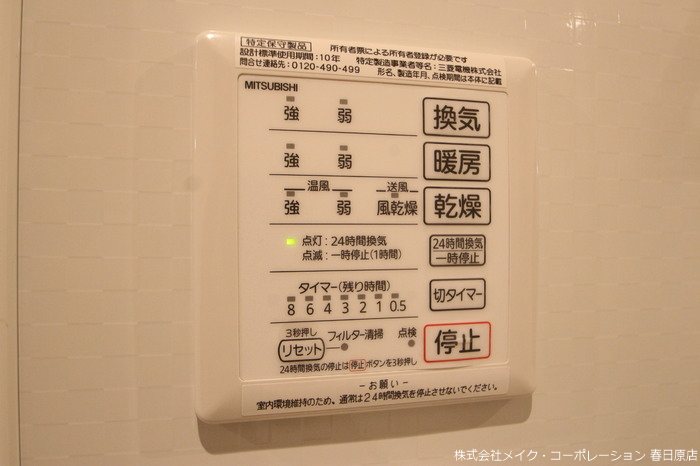 特定保守製品 所有者票による所有者登録が必要です
設計標準使用期間：10年 特定製造事業者等名：三菱電機株式会社
問合せ連絡先：0120-490-499 形名、製造年月、点検期間は本体に記載
MITSUBISHI
強 弱 換気
強 弱 暖房
温風 送風
強 弱 風乾燥 乾燥
点灯：24時間換気
点滅：一時停止(1時間)
24時間換気
一時停止
タイマー(残り時間)
8 6 4 3 2 1 0.5
切タイマー
3秒押し
リセット フィルター清掃 点検
停止
24時間換気の停止は停止ボタンを3秒押し
－お願い－
室内環境維持のため、通常は24時間換気を停止させないでください。
株式会社メイク・コーポレーション 春日原店